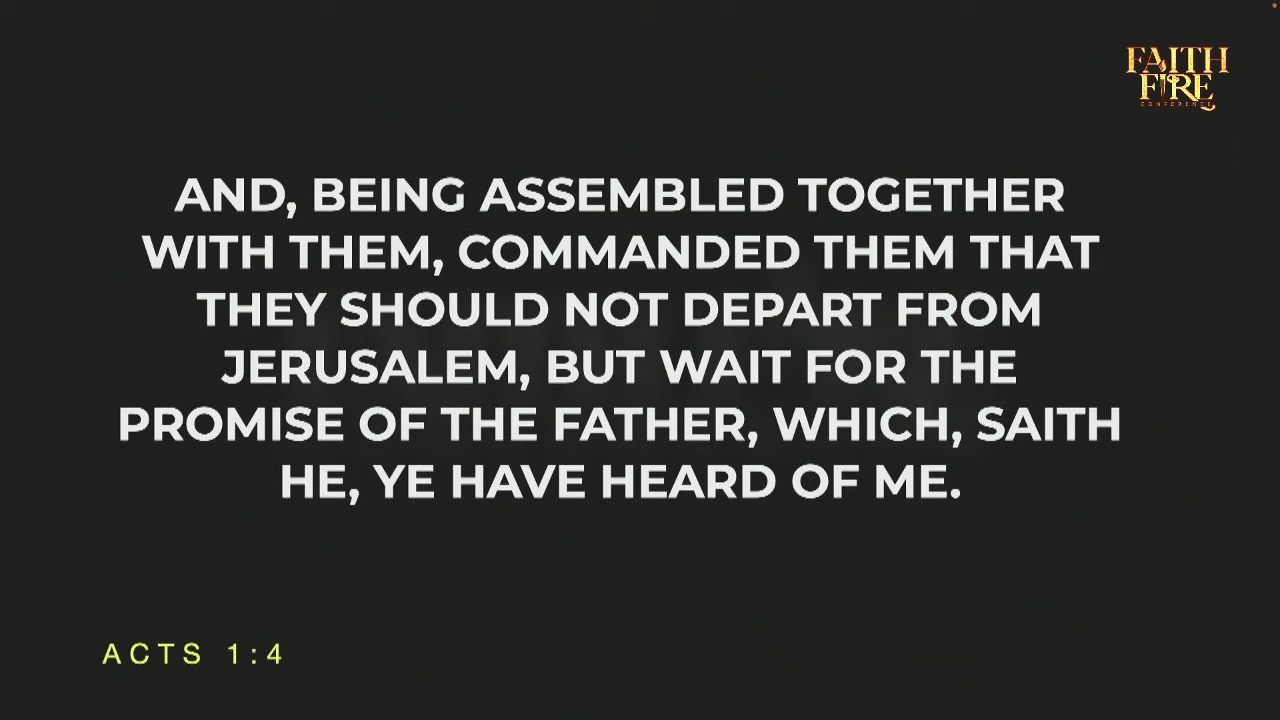 FAITH
FIRE
CONFERENCE
AND, BEING ASSEMBLED TOGETHER
WITH THEM, COMMANDED THEM THAT
THEY SHOULD NOT DEPART FROM
JERUSALEM, BUT WAIT FOR THE
PROMISE OF THE FATHER, WHICH, SAITH
HE, YE HAVE HEARD OF ME.
ACTS 1:4